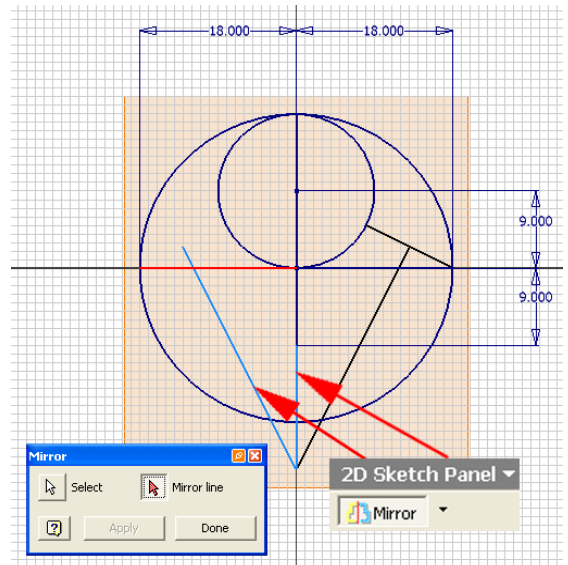 18.000 18.000
9.000
9.000
Mirror
Select Mirror line
Apply Done
2D Sketch Panel
Mirror